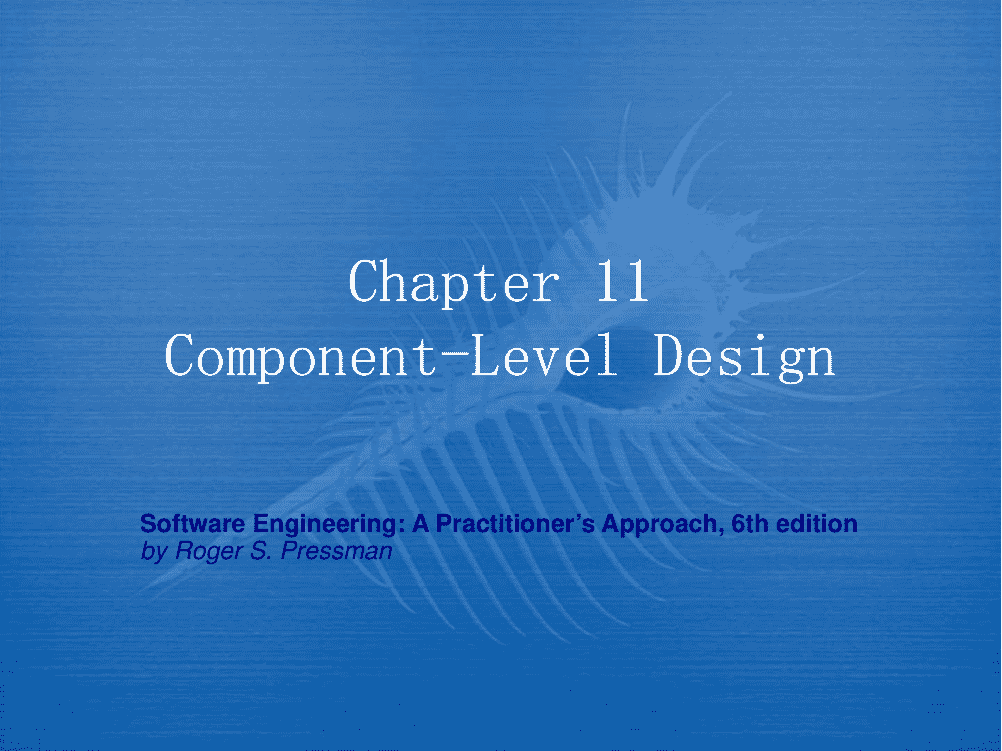 Chapter 11
Component-Level Design
Software Engineering: A Practitioner’s Approach, 6th edition
by Roger S. Pressman